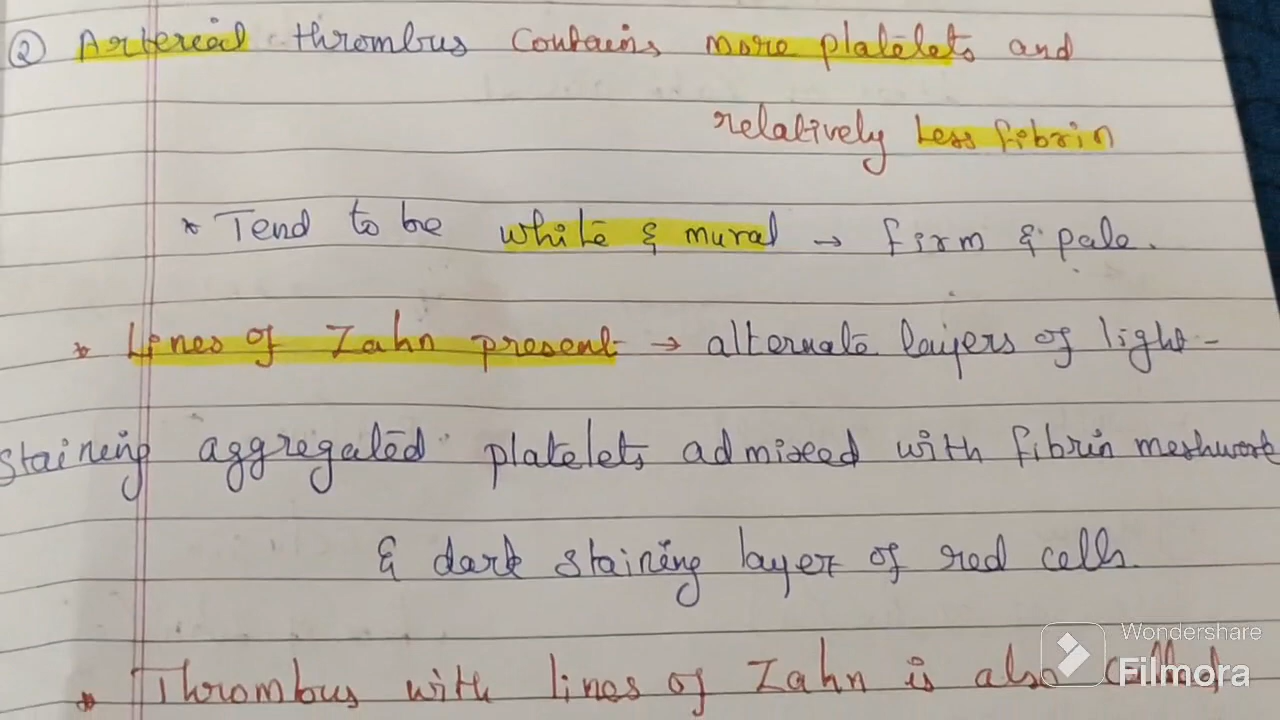 ② Arterial thrombus contains more platelets and
relatively Less fibrin
* Tend to be white & mural → firm & pale.
* Lines of Zahn present → alternate layers of light-
staining aggregated platelets admixed with fibrin meshwork
& dark staining layer of red cells.
* Thrombus with lines of Zahn is also called
Wondershare
Filmora